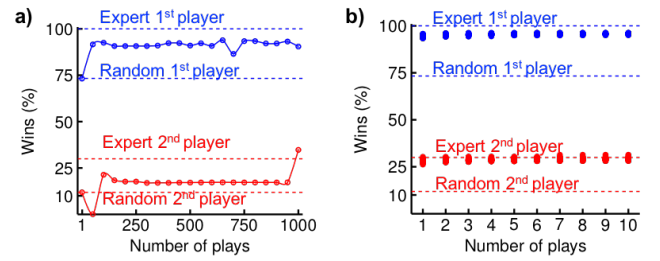 a)
Expert 1st player
Random 1st player
Expert 2nd player
Random 2nd player
Wins (%)
100
75
50
25
10
1
250
500
750
1000
Number of plays
b)
Expert 1st player
Random 1st player
Expert 2nd player
Random 2nd player
Wins (%)
100
75
50
25
10
1 2 3 4 5 6 7 8 9 10
Number of plays